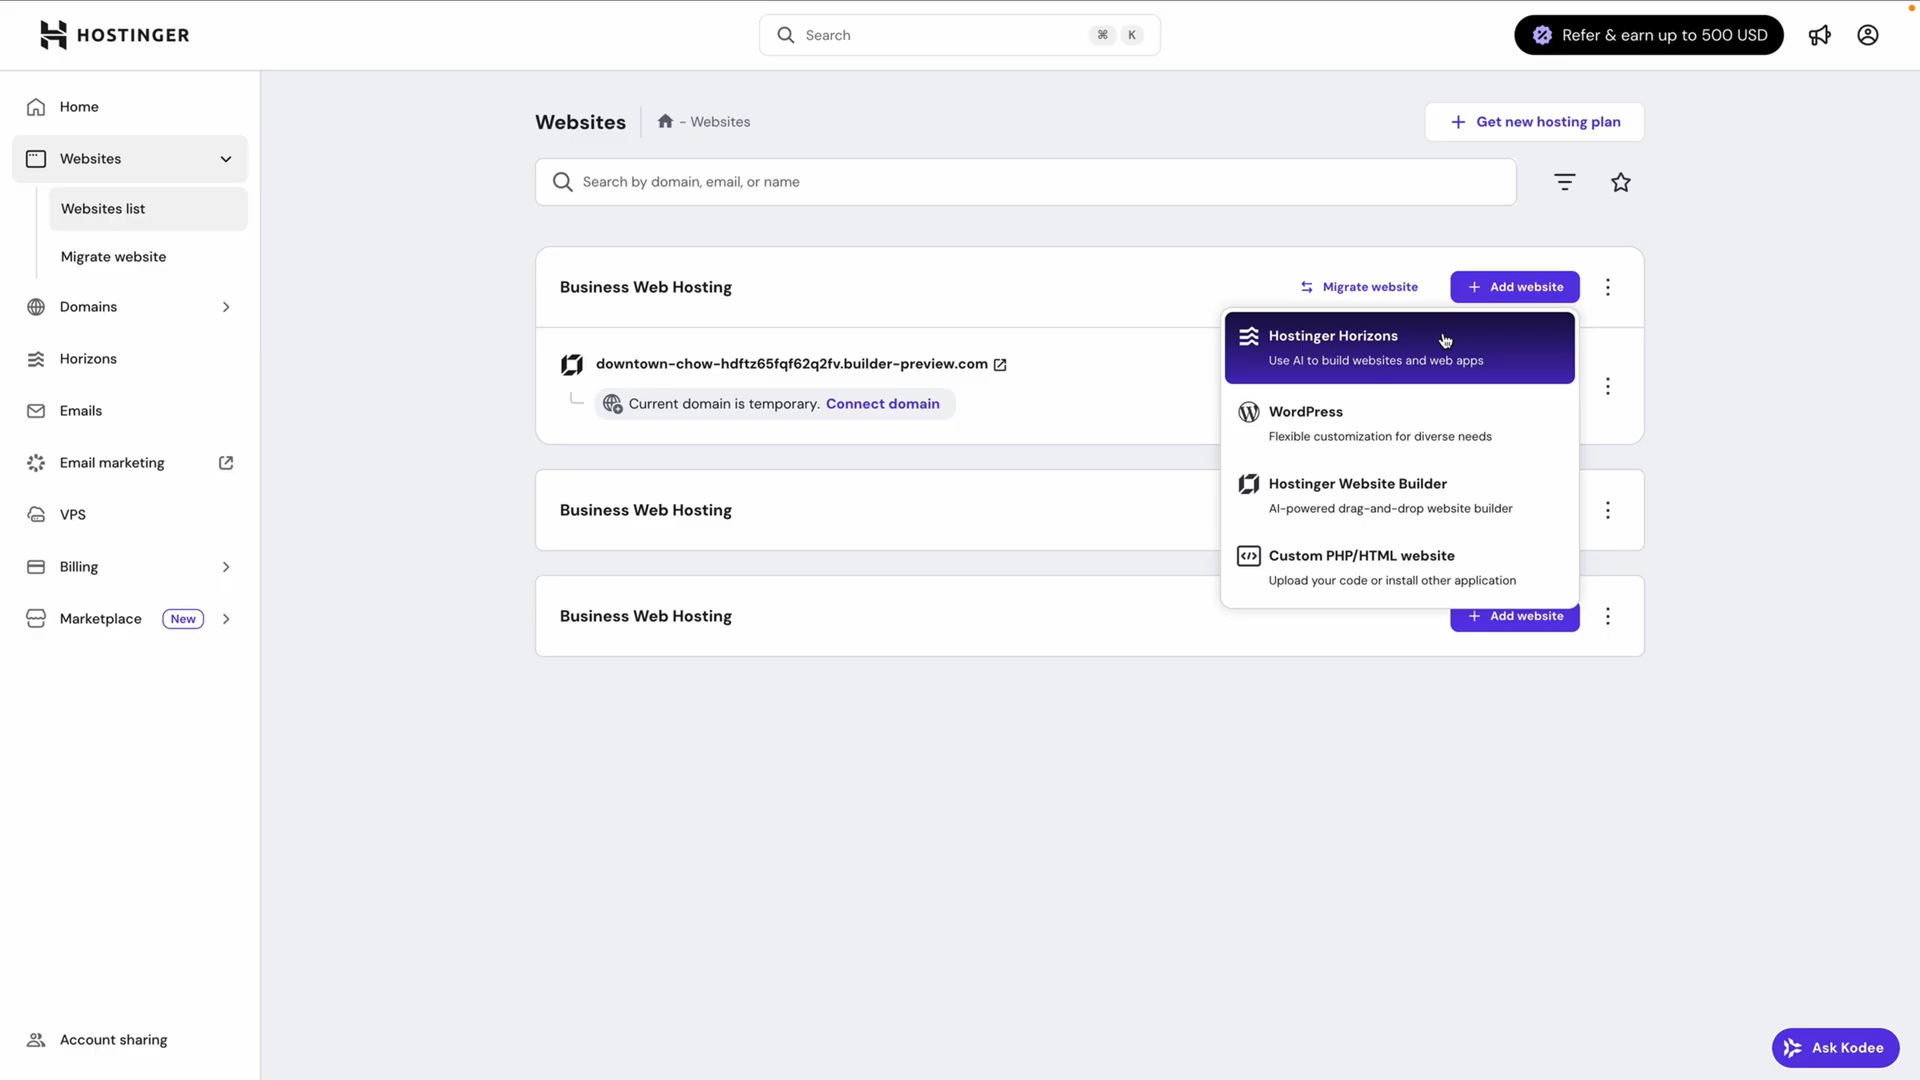 HOSTINGER
Search
⌘ K
Refer & earn up to 500 USD
Home
Websites
Websites list
Migrate website
Domains
Horizons
Emails
Email marketing
VPS
Billing
Marketplace New
Account sharing
Websites
- Websites
Get new hosting plan
Search by domain, email, or name
Business Web Hosting
Migrate website
Add website
downtown-chow-hdftz65fqf62q2fv.builder-preview.com
Current domain is temporary. Connect domain
Hostinger Horizons
Use AI to build websites and web apps
WordPress
Flexible customization for diverse needs
Hostinger Website Builder
AI-powered drag-and-drop website builder
Custom PHP/HTML website
Upload your code or install other application
Business Web Hosting
Business Web Hosting
Add website
Ask Kodee